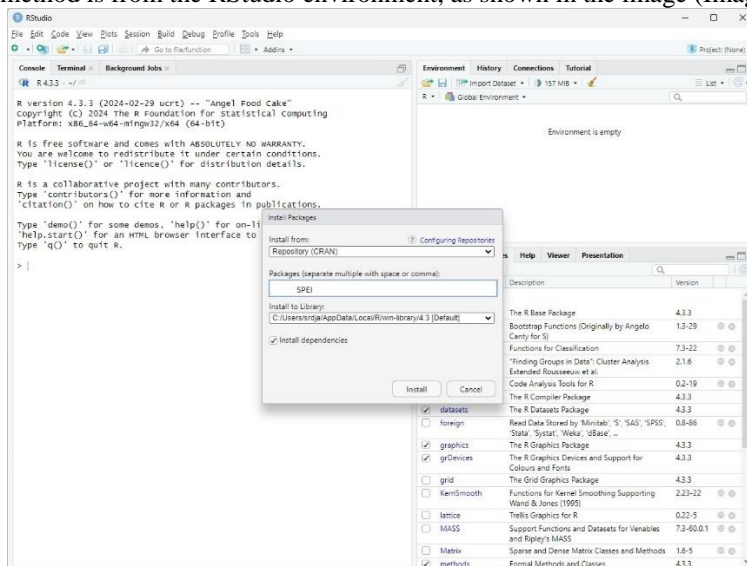 method is from the RStudio environment, as shown in the image (Imag
RStudio
File Edit Code View Plots Session Build Debug Profile Tools Help
Go to file/function Addins Project: (None)
Console Terminal Background Jobs
R 4.3.3 · ~/
R version 4.3.3 (2024-02-29 ucrt) -- "Angel Food Cake"
Copyright (C) 2024 The R Foundation for Statistical Computing
Platform: x86_64-w64-mingw32/x64 (64-bit)
R is free software and comes with ABSOLUTELY NO WARRANTY.
You are welcome to redistribute it under certain conditions.
Type 'license()' or 'licence()' for distribution details.
R is a collaborative project with many contributors.
Type 'contributors()' for more information and
'citation()' on how to cite R or R packages in publications.
Type 'demo()' for some demos, 'help()' for on-li
'help.start()' for an HTML browser interface to
Type 'q()' to quit R.
>
Environment History Connections Tutorial
Import Dataset 157 MiB List
R Global Environment
Environment is empty
Install Packages
Install from: Configuring Repositories
Repository (CRAN)
Packages (separate multiple with space or comma):
SPEI
Install to Library:
C:/Users/srdja/AppData/Local/R/win-library/4.3 [Default]
Install dependencies
Install Cancel
Help Viewer Presentation
Description Version
The R Base Package 4.3.3
Bootstrap Functions (Originally by Angelo Canty for S) 1.3-29
Functions for Classification 7.3-22
"Finding Groups in Data": Cluster Analysis Extended Rousseeuw et al. 2.1.6
Code Analysis Tools for R 0.2-19
The R Compiler Package 4.3.3
datasets The R Datasets Package 4.3.3
foreign Read Data Stored by 'Minitab', 'S', 'SAS', 'SPSS', 'Stata', 'Systat', 'Weka', 'dBase', ... 0.8-86
graphics The R Graphics Package 4.3.3
grDevices The R Graphics Devices and Support for Colours and Fonts 4.3.3
grid The Grid Graphics Package 4.3.3
KernSmooth Functions for Kernel Smoothing Supporting Wand & Jones (1995) 2.23-22
lattice Trellis Graphics for R 0.22-5
MASS Support Functions and Datasets for Venables and Ripley's MASS 7.3-60.0.1
Matrix Sparse and Dense Matrix Classes and Methods 1.6-5
methods Formal Methods and Classes 4.3.3